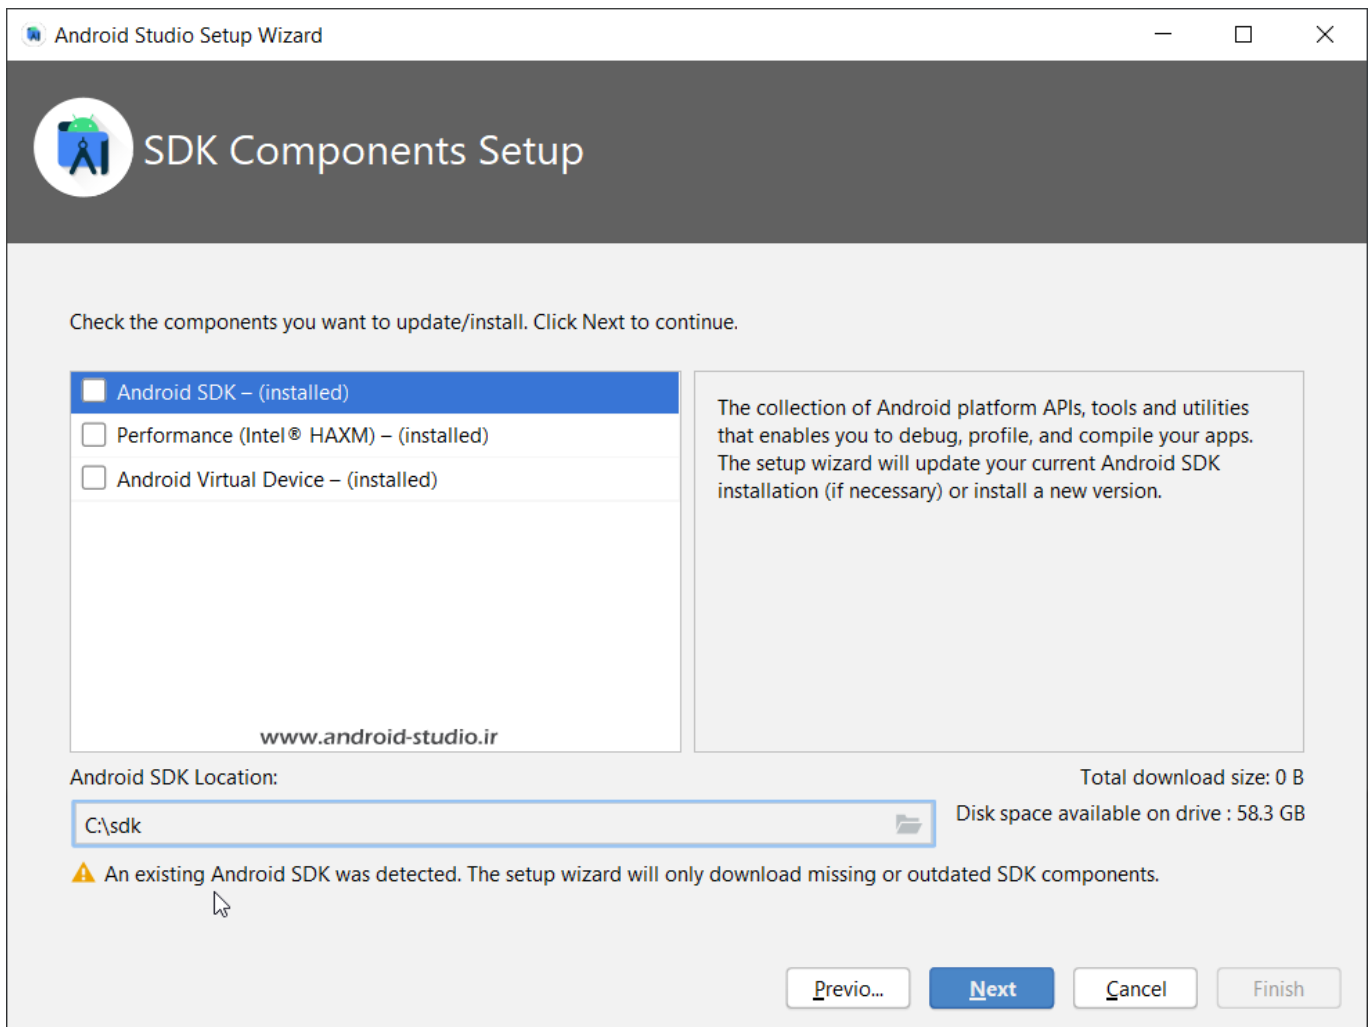 Android Studio Setup Wizard
SDK Components Setup
Check the components you want to update/install. Click Next to continue.
Android SDK – (installed)
Performance (Intel® HAXM) – (installed)
Android Virtual Device – (installed)
www.android-studio.ir
The collection of Android platform APIs, tools and utilities
that enables you to debug, profile, and compile your apps.
The setup wizard will update your current Android SDK
installation (if necessary) or install a new version.
Android SDK Location:
Total download size: 0 B
C:\sdk
Disk space available on drive : 58.3 GB
An existing Android SDK was detected. The setup wizard will only download missing or outdated SDK components.
Previo...
Next
Cancel
Finish